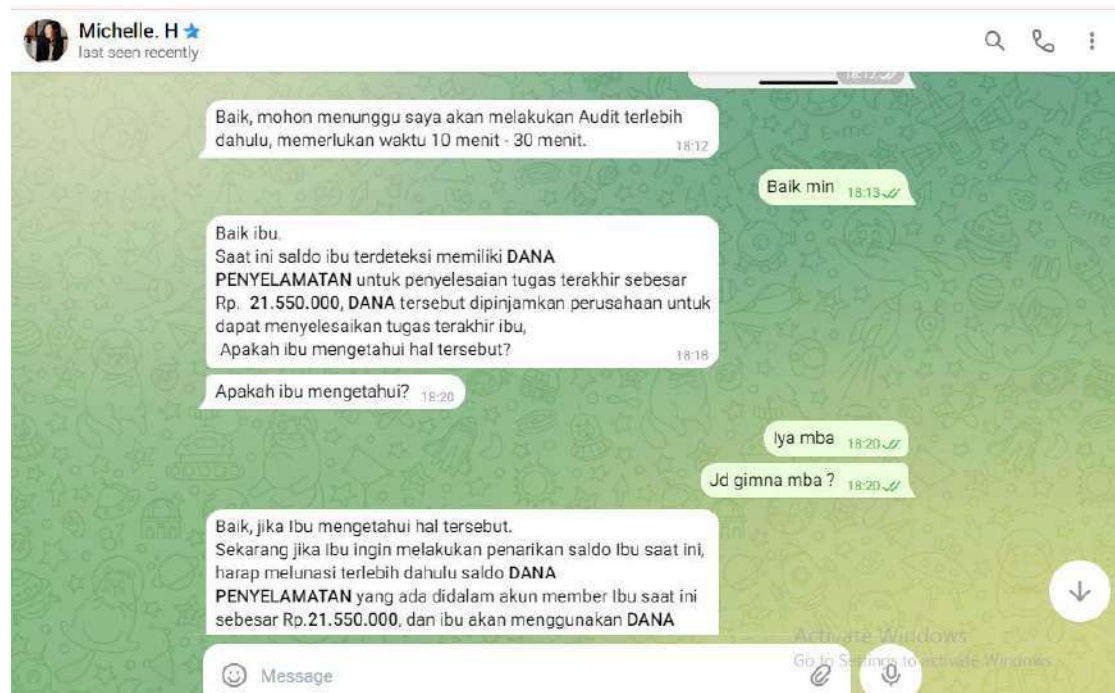 Michelle. H
last seen recently
18:12
Baik, mohon menunggu saya akan melakukan Audit terlebih
dahulu, memerlukan waktu 10 menit - 30 menit.
18:12
Baik min 18:13
Baik ibu.
Saat ini saldo ibu terdeteksi memiliki DANA
PENYELAMATAN untuk penyelesaian tugas terakhir sebesar
Rp. 21.550.000, DANA tersebut dipinjamkan perusahaan untuk
dapat menyelesaikan tugas terakhir ibu,
Apakah ibu mengetahui hal tersebut?
18:18
Apakah ibu mengetahui? 18:20
Iya mba 18:20
Jd gimna mba ? 18:20
Baik, jika Ibu mengetahui hal tersebut.
Sekarang jika Ibu ingin melakukan penarikan saldo Ibu saat ini,
harap melunasi terlebih dahulu saldo DANA
PENYELAMATAN yang ada didalam akun member Ibu saat ini
sebesar Rp.21.550.000, dan ibu akan menggunakan DANA
Activate Windows
Go to Settings to activate Windows.
Message